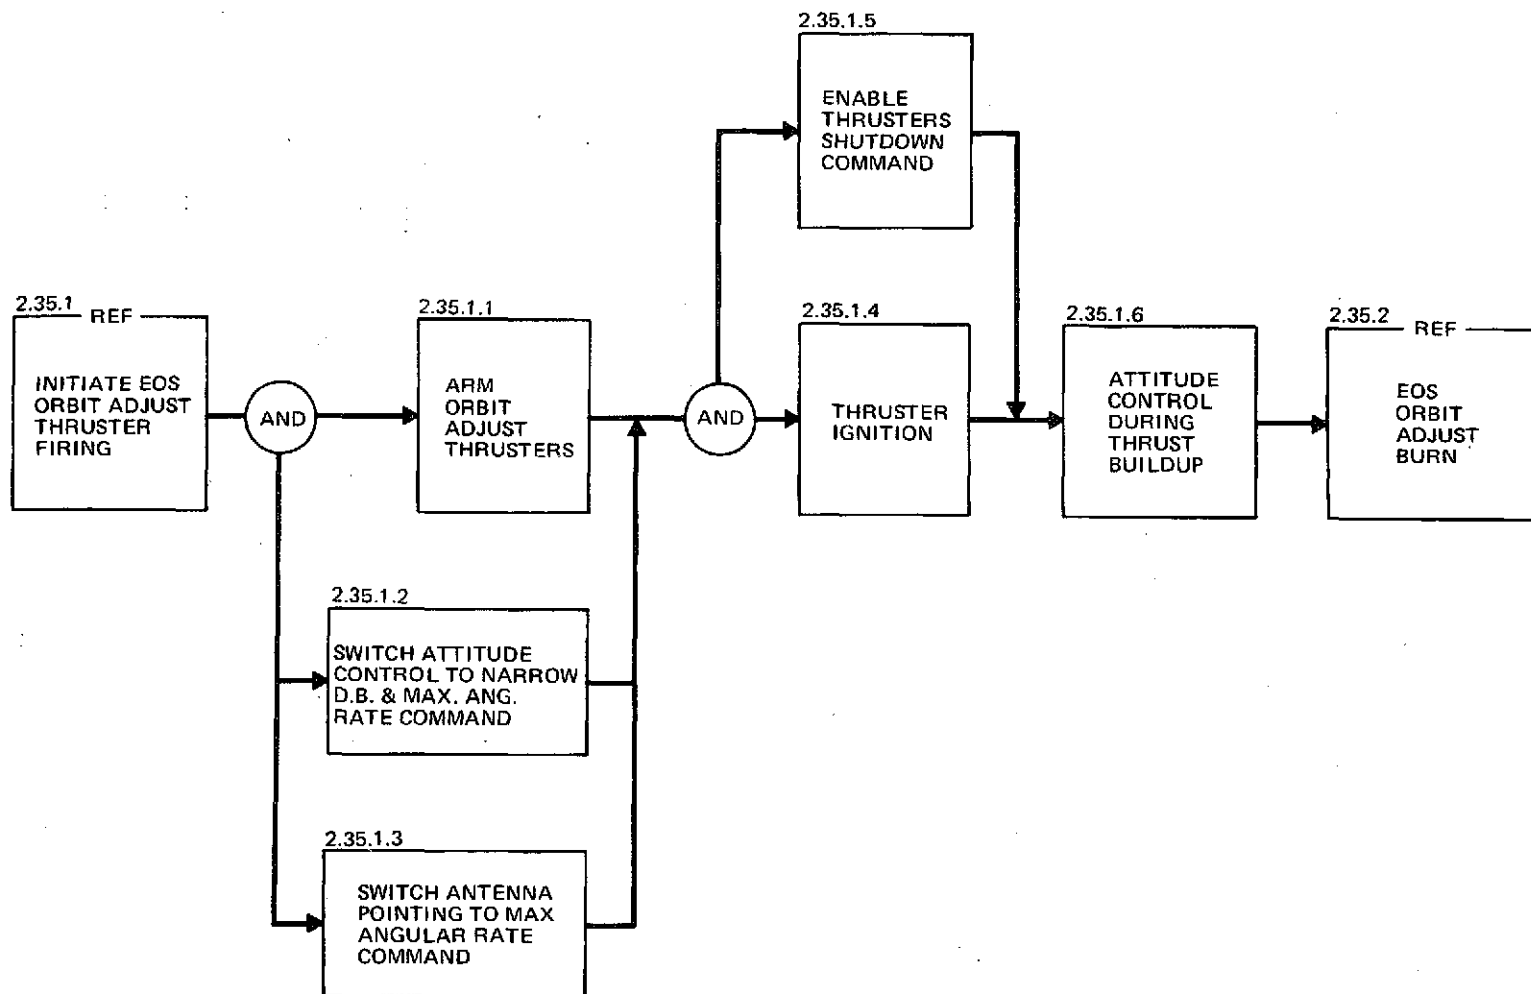 2.35.1
REF
INITIATE EOS
ORBIT ADJUST
THRUSTER
FIRING
AND
2.35.1.1
ARM
ORBIT
ADJUST
THRUSTERS
2.35.1.2
SWITCH ATTITUDE
CONTROL TO NARROW
D.B. & MAX. ANG.
RATE COMMAND
2.35.1.3
SWITCH ANTENNA
POINTING TO MAX
ANGULAR RATE
COMMAND
AND
2.35.1.5
ENABLE
THRUSTERS
SHUTDOWN
COMMAND
2.35.1.4
THRUSTER
IGNITION
2.35.1.6
ATTITUDE
CONTROL
DURING
THRUST
BUILDUP
2.35.2
REF
EOS
ORBIT
ADJUST
BURN